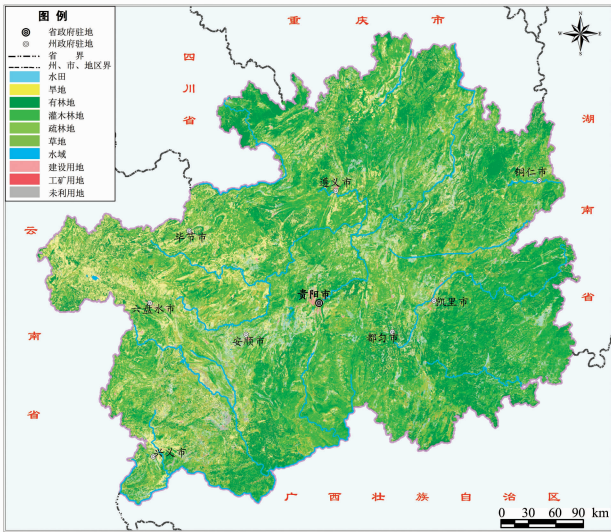 图 例
省政府驻地
州政府驻地
省 界
州、市、地区界
水田
旱地
有林地
灌木林地
疏林地
草地
水域
建设用地
工矿用地
未利用地
重 庆 市
四川省
湖南省
云南省
广西壮族自治区
N
W E
S
铜仁市
遵义市
毕节市
贵阳市
凯里市
六盘水市
都匀市
安顺市
兴义市
0 30 60 90 km